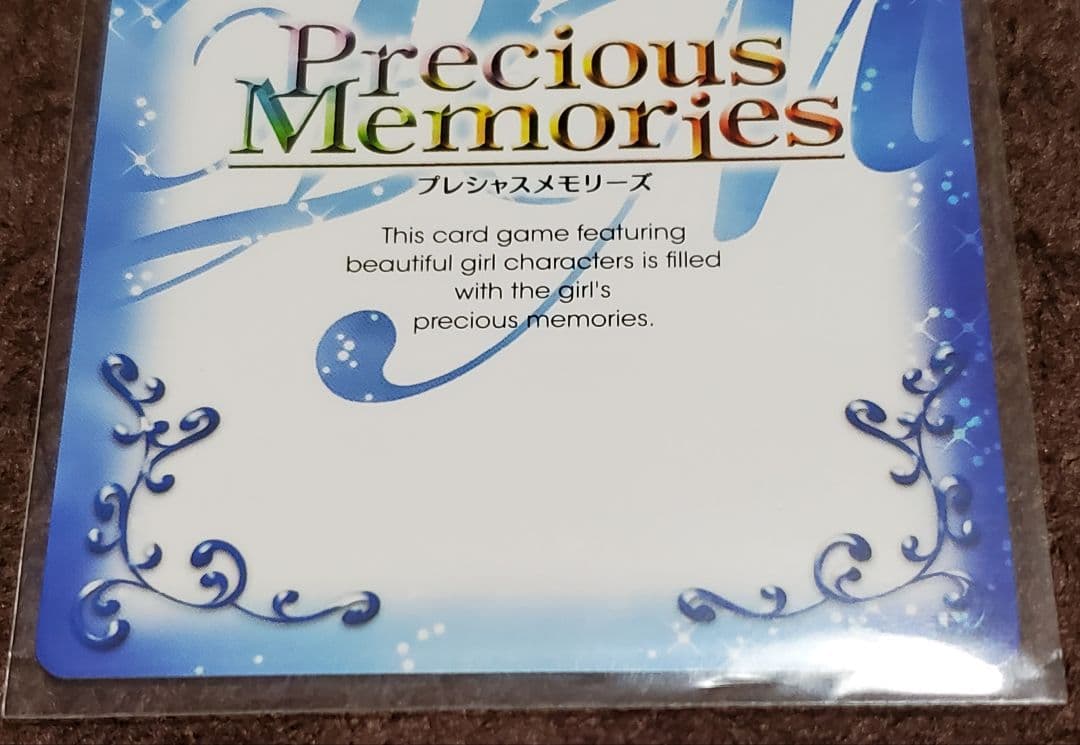 Precious
Memories
プレシャスメモリーズ
This card game featuring
beautiful girl characters is filled
with the girl's
precious memories.